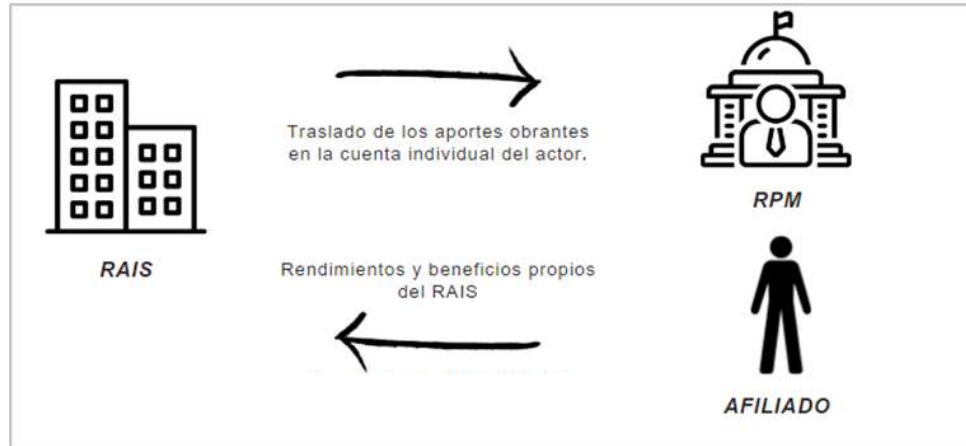 Traslado de los aportes obrantes
en la cuenta individual del actor.
RPM
RAIS
Rendimientos y beneficios propios
del RAIS
AFILIADO